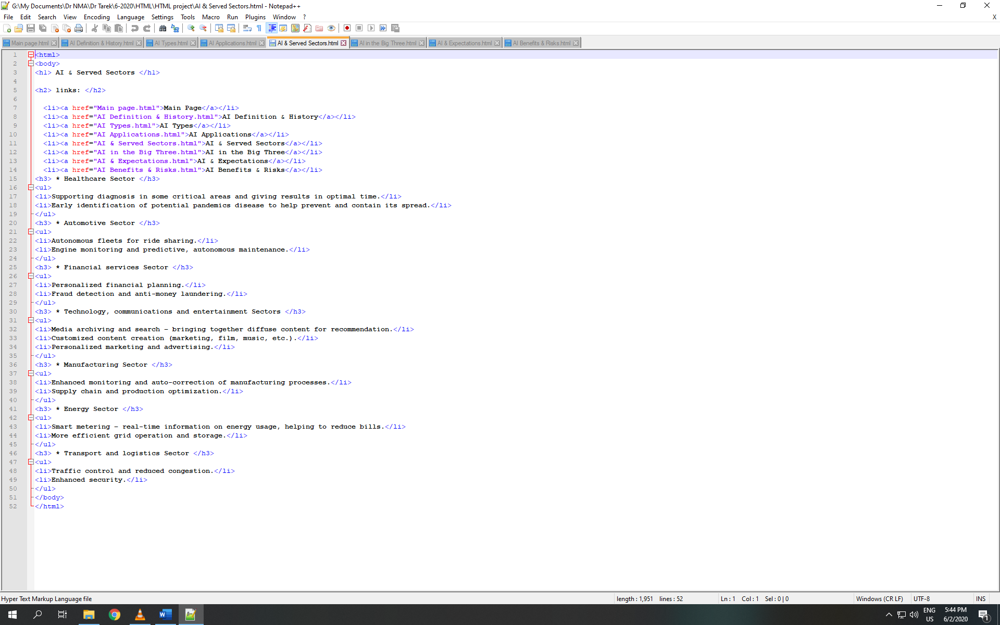 G:\My Documents\Dr NMA\Dr Tarek\6-2020\HTML\HTML project\AI & Served Sectors.html - Notepad++
File Edit Search View Encoding Language Settings Tools Macro Run Plugins Window ? X
Main page.html AI Definition & History.html AI Types.html AI Applications.html AI & Served Sectors.html AI in the Big Three.html AI & Expectations.html AI Benefits & Risks.html
1 <html>
2 <body>
3 <h1> AI & Served Sectors </h1>
4
5 <h2> links: </h2>
6
7 <li><a href="Main page.html">Main Page</a></li>
8 <li><a href="AI Definition & History.html">AI Definition & History</a></li>
9 <li><a href="AI Types.html">AI Types</a></li>
10 <li><a href="AI Applications.html">AI Applications</a></li>
11 <li><a href="AI & Served Sectors.html">AI & Served Sectors</a></li>
12 <li><a href="AI in the Big Three.html">AI in the Big Three</a></li>
13 <li><a href="AI & Expectations.html">AI & Expectations</a></li>
14 <li><a href="AI Benefits & Risks.html">AI Benefits & Risks</a></li>
15 <h3> * Healthcare Sector </h3>
16 <ul>
17 <li>Supporting diagnosis in some critical areas and giving results in optimal time.</li>
18 <li>Early identification of potential pandemics disease to help prevent and contain its spread.</li>
19 </ul>
20 <h3> * Automotive Sector </h3>
21 <ul>
22 <li>Autonomous fleets for ride sharing.</li>
23 <li>Engine monitoring and predictive, autonomous maintenance.</li>
24 </ul>
25 <h3> * Financial services Sector </h3>
26 <ul>
27 <li>Personalized financial planning.</li>
28 <li>Fraud detection and anti-money laundering.</li>
29 </ul>
30 <h3> * Technology, communications and entertainment Sectors </h3>
31 <ul>
32 <li>Media archiving and search – bringing together diffuse content for recommendation.</li>
33 <li>Customized content creation (marketing, film, music, etc.).</li>
34 <li>Personalized marketing and advertising.</li>
35 </ul>
36 <h3> * Manufacturing Sector </h3>
37 <ul>
38 <li>Enhanced monitoring and auto-correction of manufacturing processes.</li>
39 <li>Supply chain and production optimization.</li>
40 </ul>
41 <h3> * Energy Sector </h3>
42 <ul>
43 <li>Smart metering – real-time information on energy usage, helping to reduce bills.</li>
44 <li>More efficient grid operation and storage.</li>
45 </ul>
46 <h3> * Transport and logistics Sector </h3>
47 <ul>
48 <li>Traffic control and reduced congestion.</li>
49 <li>Enhanced security.</li>
50 </ul>
51 </body>
52 </html>
Hyper Text Markup Language file length : 1,951 lines : 52 Ln : 1 Col : 1 Sel : 0 | 0 Windows (CR LF) UTF-8 INS
ENG 5:44 PM
US 6/2/2020 1